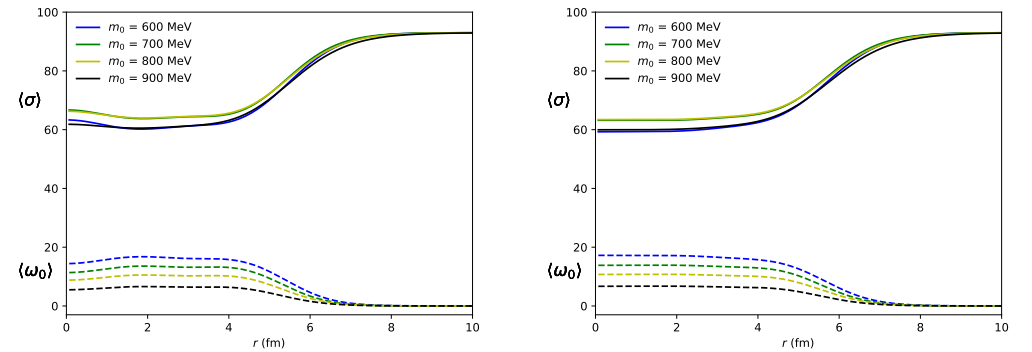 100
80
60
40
20
0
⟨σ⟩
⟨ω₀⟩
m₀ = 600 MeV
m₀ = 700 MeV
m₀ = 800 MeV
m₀ = 900 MeV
0 2 4 6 8 10
r (fm)
100
80
60
40
20
0
⟨σ⟩
⟨ω₀⟩
m₀ = 600 MeV
m₀ = 700 MeV
m₀ = 800 MeV
m₀ = 900 MeV
0 2 4 6 8 10
r (fm)